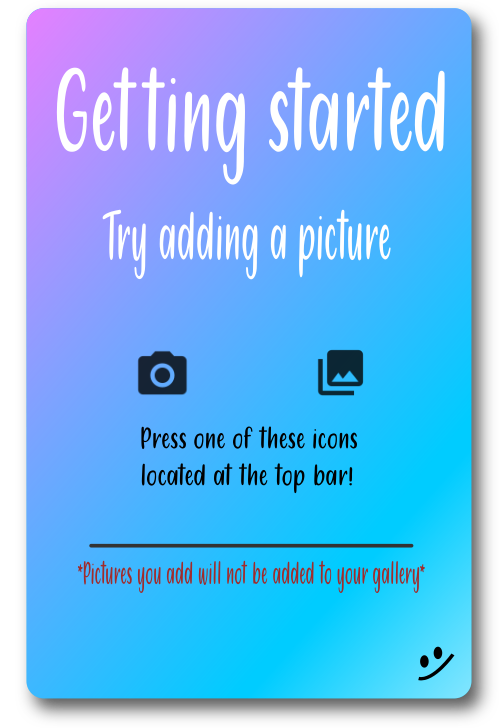 Getting started
Try adding a picture
Press one of these icons
located at the top bar!
*Pictures you add will not be added to your gallery*